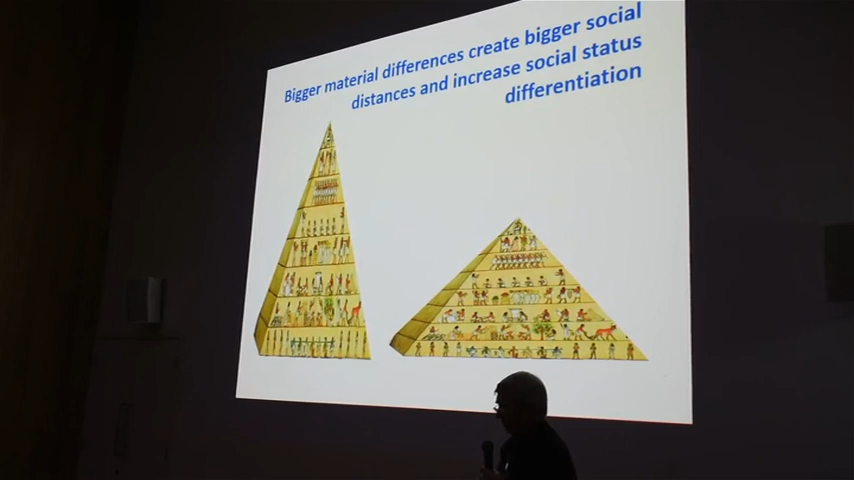 Bigger material differences create bigger social
distances and increase social status
differentiation